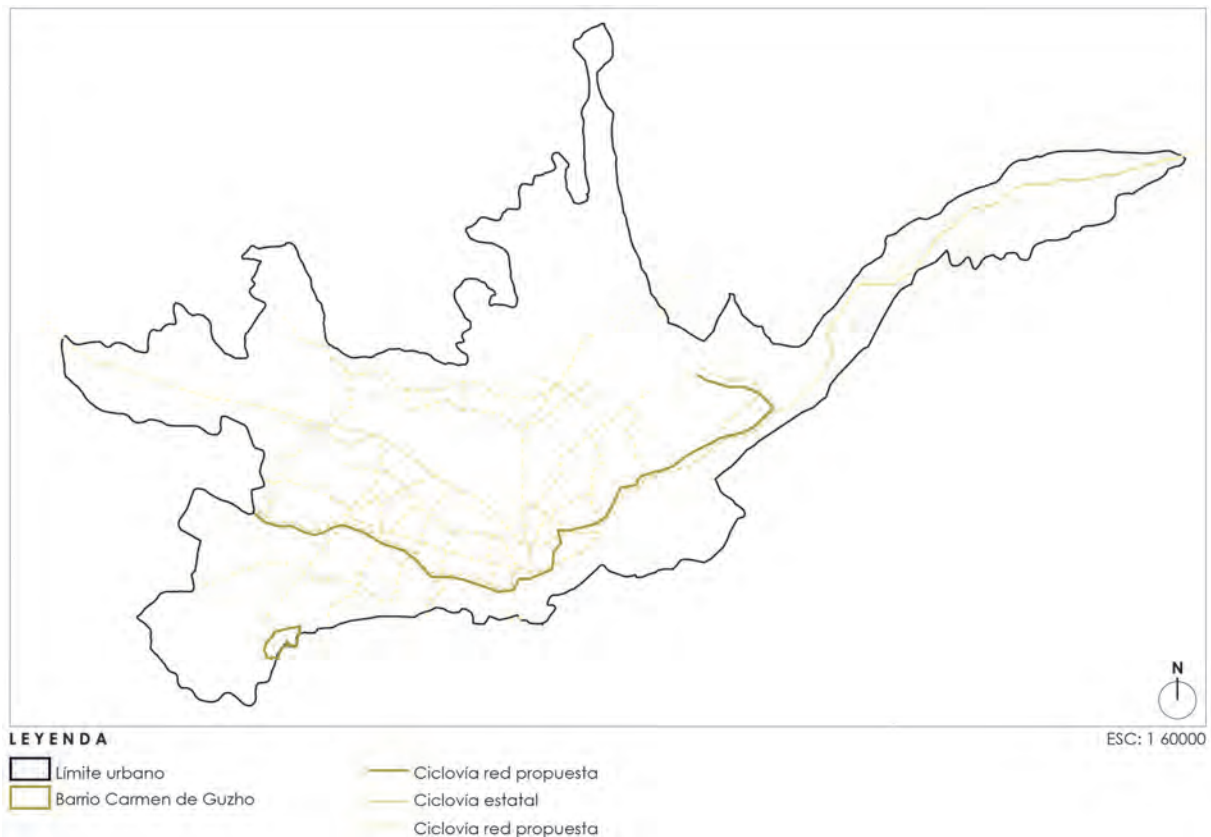 N
LEYENDA
ESC: 1 60000
Límite urbano
Barrio Carmen de Guzho
Ciclovía red propuesta
Ciclovía estatal
Ciclovía red propuesta